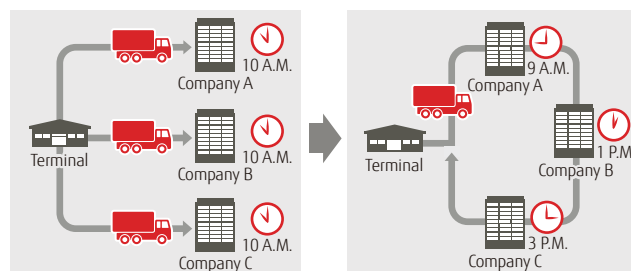 10 A.M.
Company A
10 A.M.
Terminal
Company B
10 A.M.
Company C
9 A.M.
Company A
1 P.M
Terminal
Company B
3 P.M.
Company C